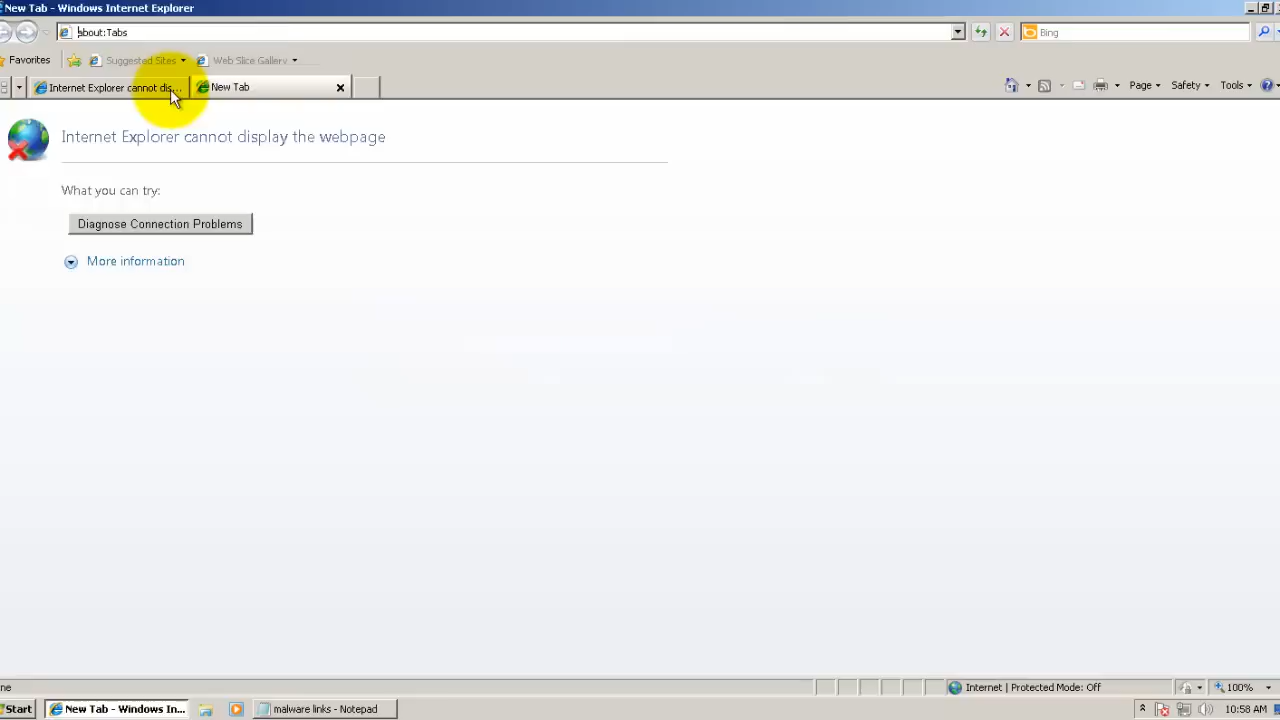 New Tab - Windows Internet Explorer
about:Tabs
Bing
Favorites
Suggested Sites
Web Slice Gallery
Internet Explorer cannot dis...
New Tab
Page
Safety
Tools
Internet Explorer cannot display the webpage
What you can try:
Diagnose Connection Problems
More information
ne
Internet | Protected Mode: Off
100%
Start
New Tab - Windows In...
malware links - Notepad
10:58 AM